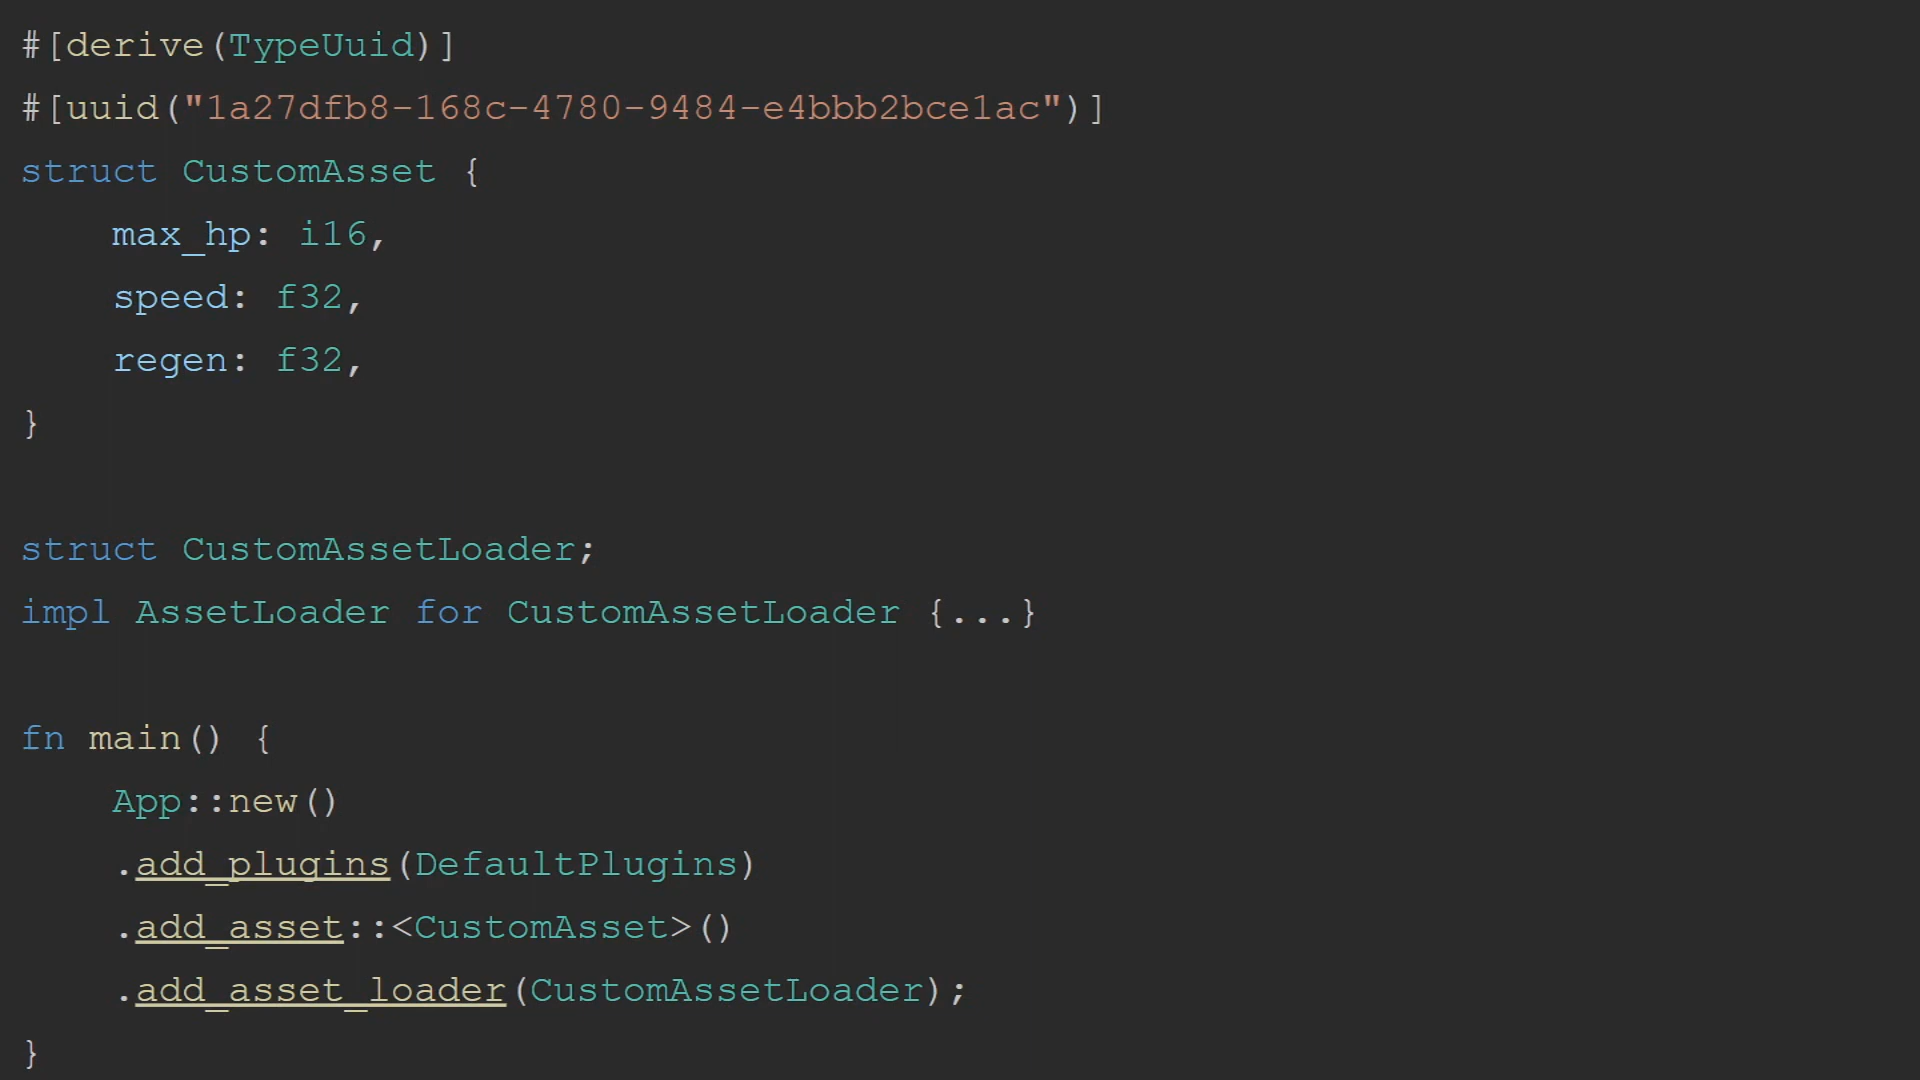 #[derive(TypeUuid)]
#[uuid("1a27dfb8-168c-4780-9484-e4bbb2bce1ac")]
struct CustomAsset {
    max_hp: i16,
    speed: f32,
    regen: f32,
}
struct CustomAssetLoader;
impl AssetLoader for CustomAssetLoader {...}
fn main() {
    App::new()
    .add_plugins(DefaultPlugins)
    .add_asset::<CustomAsset>()
    .add_asset_loader(CustomAssetLoader);
}